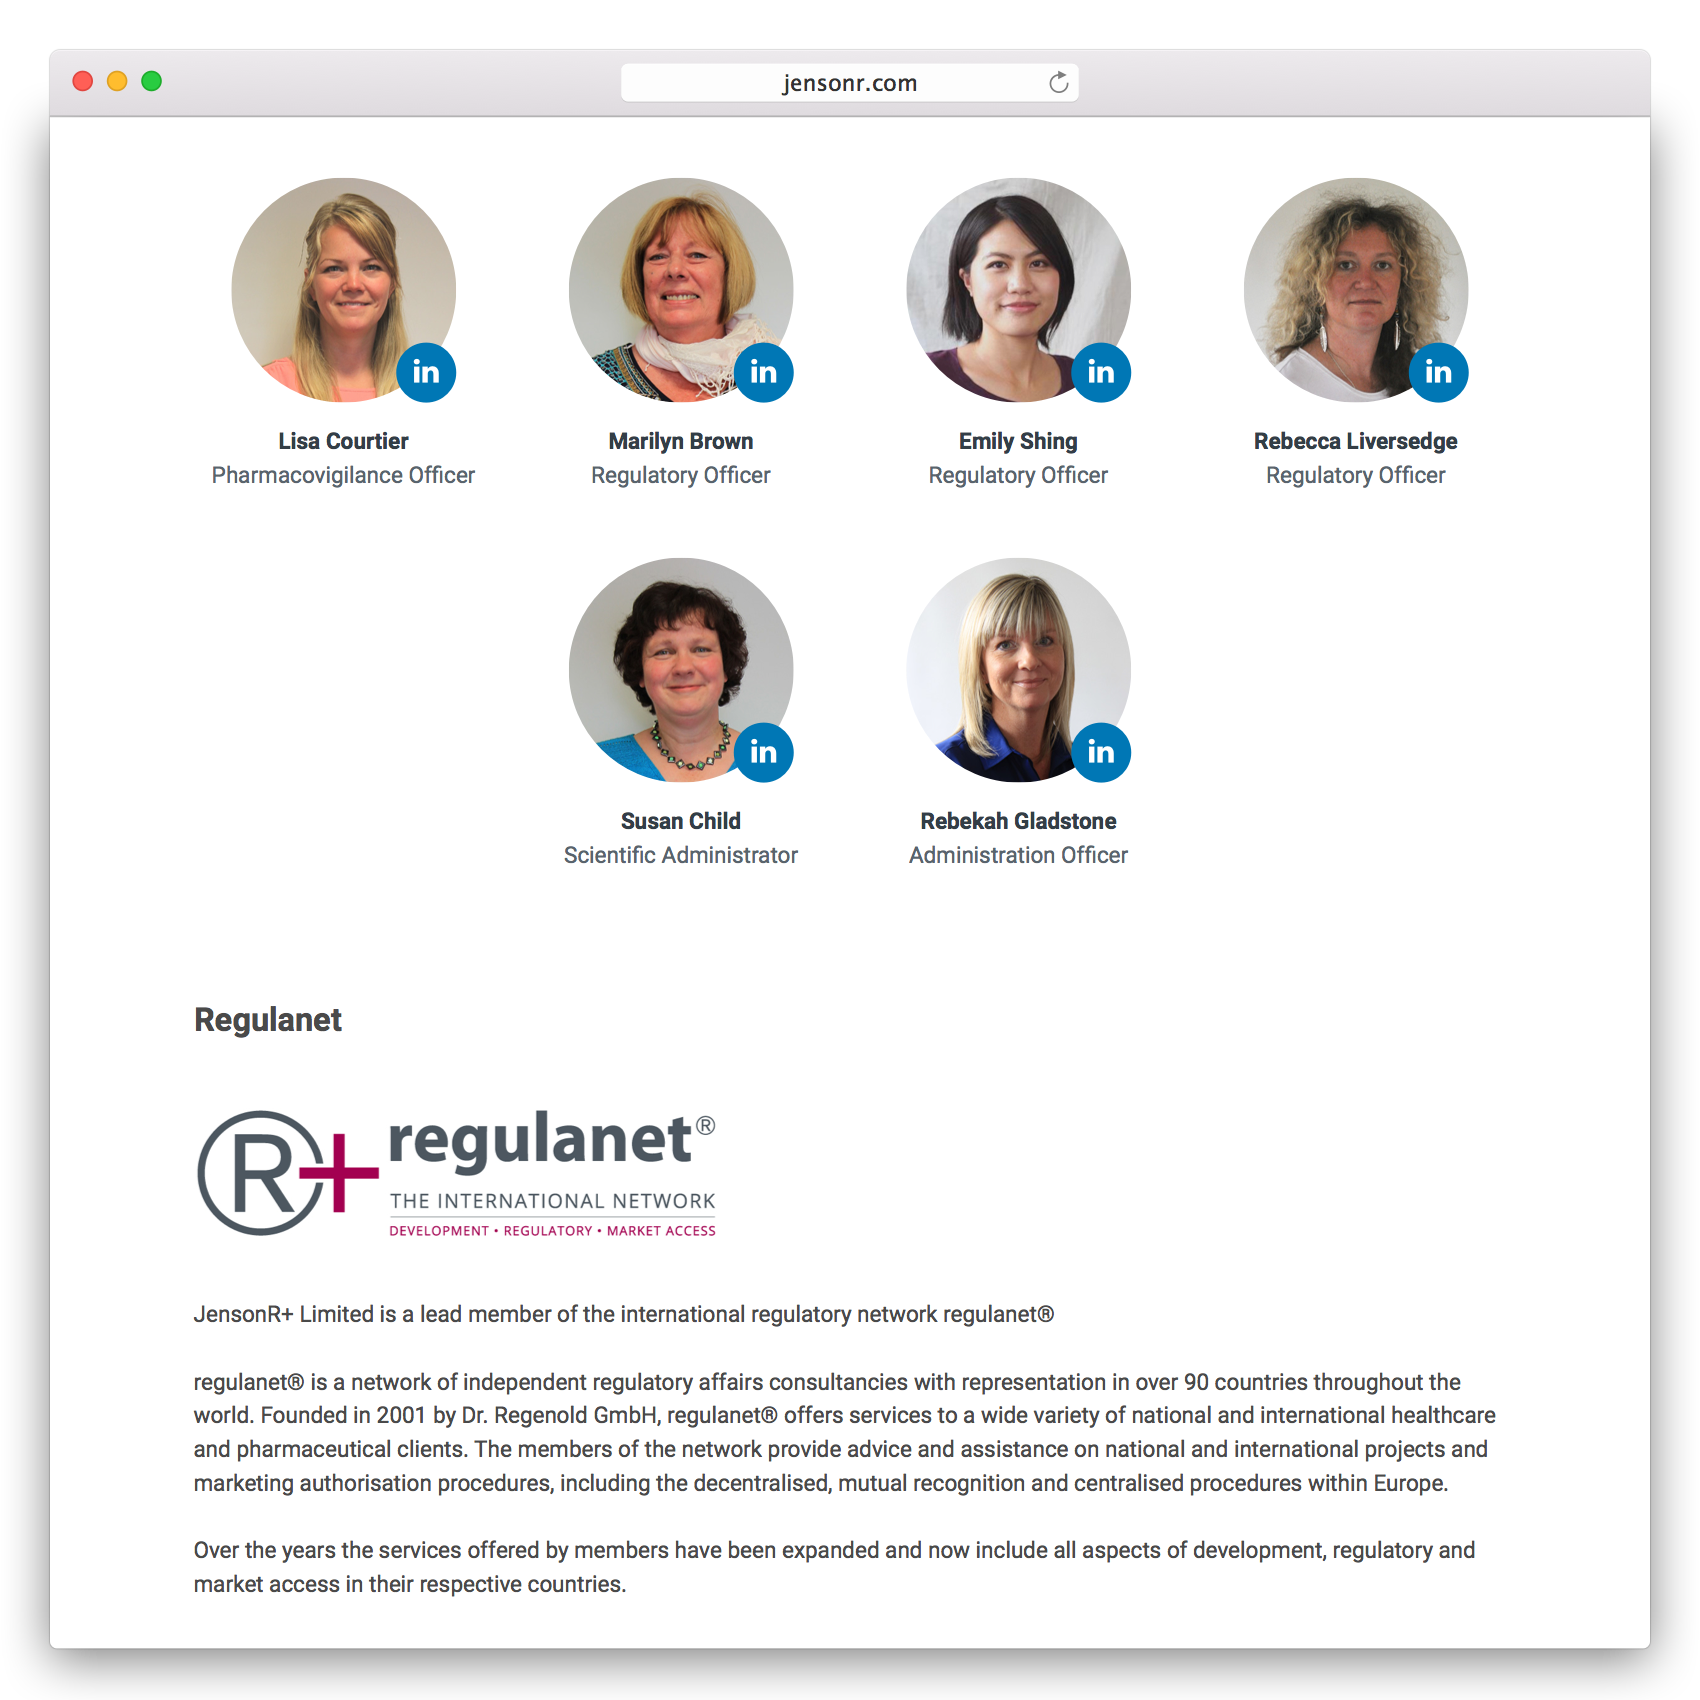 jensonr.com
in
in
in
in
Lisa Courtier
Marilyn Brown
Emily Shing
Rebecca Liversedge
Pharmacovigilance Officer
Regulatory Officer
Regulatory Officer
Regulatory Officer
in
in
Susan Child
Rebekah Gladstone
Scientific Administrator
Administration Officer
Regulanet
R+ regulanet®
THE INTERNATIONAL NETWORK
DEVELOPMENT • REGULATORY • MARKET ACCESS
JensonR+ Limited is a lead member of the international regulatory network regulanet®
regulanet® is a network of independent regulatory affairs consultancies with representation in over 90 countries throughout the
world. Founded in 2001 by Dr. Regenold GmbH, regulanet® offers services to a wide variety of national and international healthcare
and pharmaceutical clients. The members of the network provide advice and assistance on national and international projects and
marketing authorisation procedures, including the decentralised, mutual recognition and centralised procedures within Europe.
Over the years the services offered by members have been expanded and now include all aspects of development, regulatory and
market access in their respective countries.